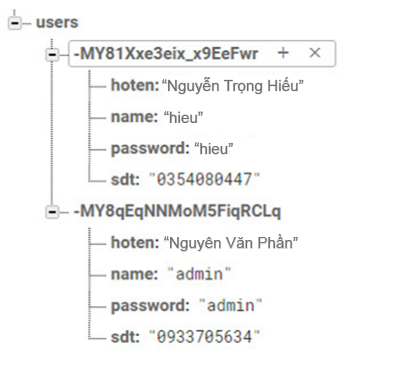 users
-MY81Xxe3eix_x9EeFwr + ×
hoten: “Nguyễn Trọng Hiếu”
name: “hieu”
password: “hieu”
sdt: "0354080447"
-MY8qEqNNMoM5FiqRCLq
hoten: “Nguyên Văn Phần”
name: "admin"
password: "admin"
sdt: "0933705634"